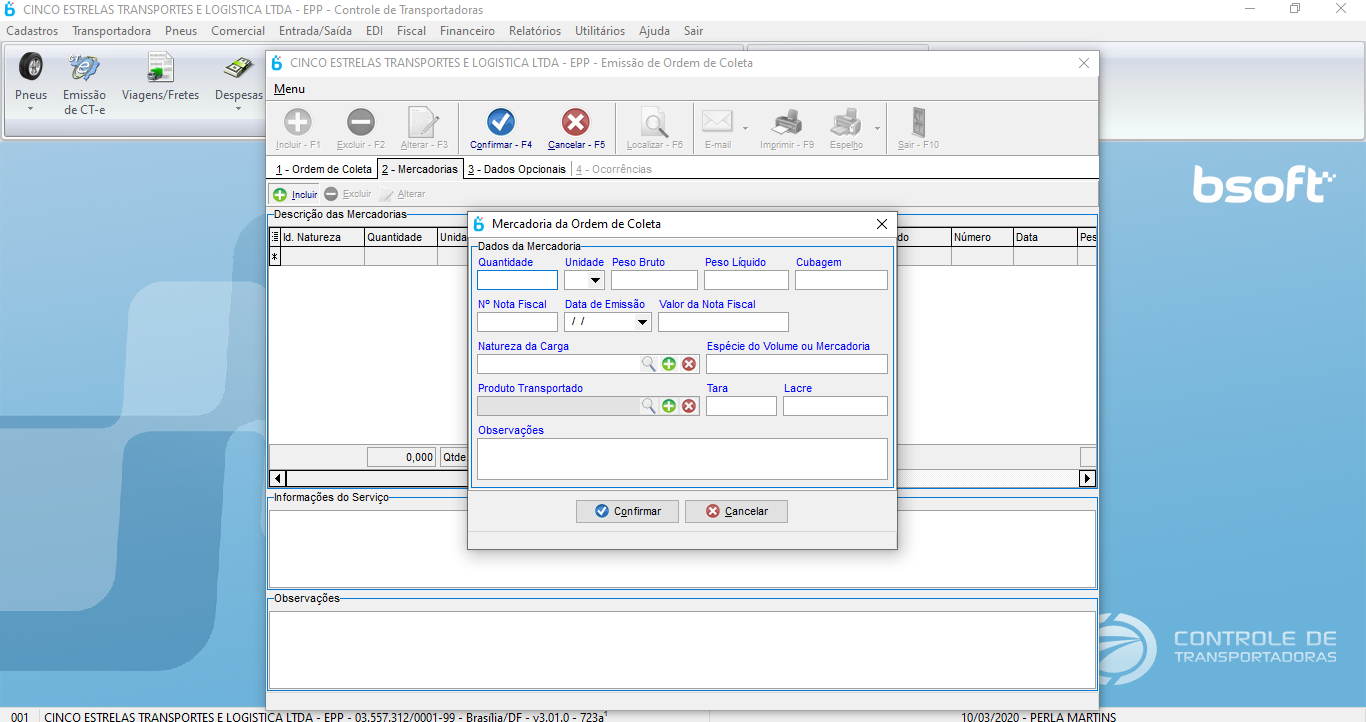 CINCO ESTRELAS TRANSPORTES E LOGISTICA LTDA - EPP - Controle de Transportadoras
Cadastros Transportadora Pneus Comercial Entrada/Saída EDI Fiscal Financeiro Relatórios Utilitários Ajuda Sair
Pneus
Emissão de CT-e
Viagens/Fretes
Despesas
CINCO ESTRELAS TRANSPORTES E LOGISTICA LTDA - EPP - Emissão de Ordem de Coleta
Menu
Incluir - F1 Excluir - F2 Alterar - F3 Confirmar - F4 Cancelar - F5 Localizar - F6 E-mail Imprimir - F9 Espelho Sair - F10
1 - Ordem de Coleta 2 - Mercadorias 3 - Dados Opcionais 4 - Ocorrências
Incluir Excluir Alterar
Descrição das Mercadorias
Id. Natureza Quantidade Unida do Número Data Pes
*
Mercadoria da Ordem de Coleta
Dados da Mercadoria
Quantidade Unidade Peso Bruto Peso Líquido Cubagem
Nº Nota Fiscal Data de Emissão Valor da Nota Fiscal
/ /
Natureza da Carga Espécie do Volume ou Mercadoria
Produto Transportado Tara Lacre
Observações
Confirmar Cancelar
0,000 Qtde
Informações do Serviço
Observações
bsoft
CONTROLE DE
TRANSPORTADORAS
001 CINCO ESTRELAS TRANSPORTES E LOGISTICA LTDA - EPP - 03.557.312/0001-99 - Brasília/DF - v3.01.0 - 723a¹ 10/03/2020 - PERLA MARTINS